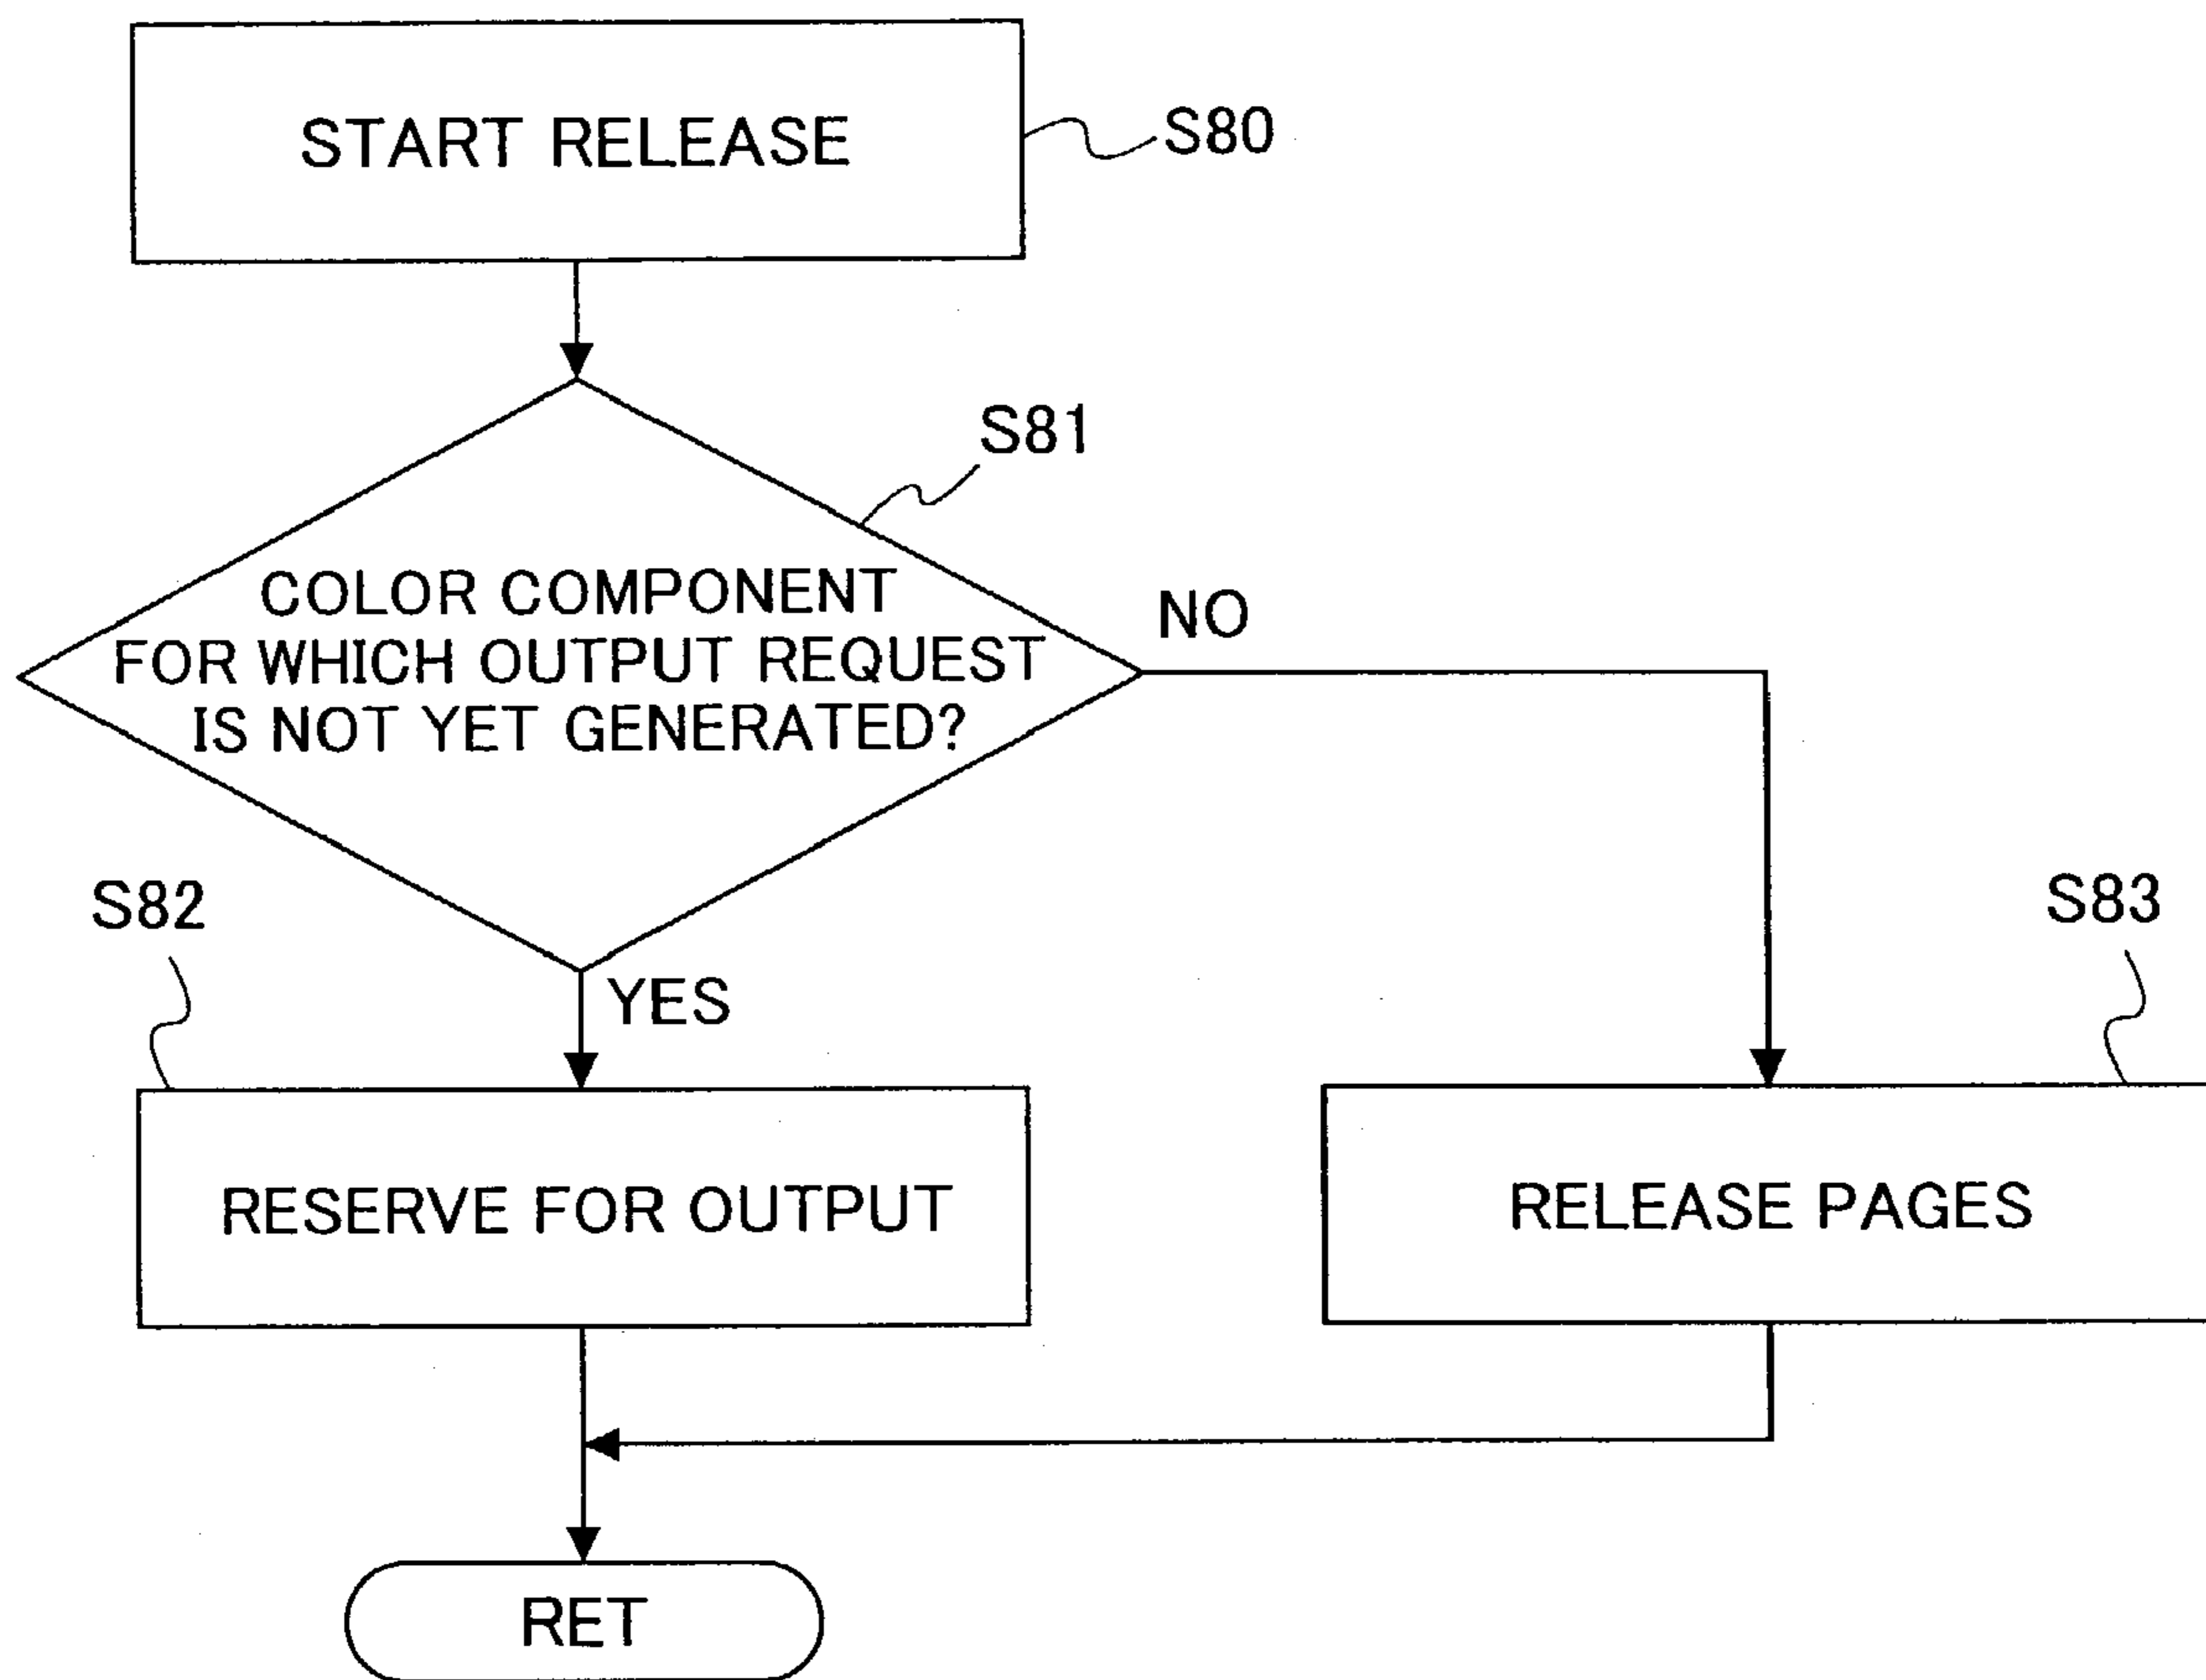 START RELEASE
S80
S81
COLOR COMPONENT
FOR WHICH OUTPUT REQUEST
IS NOT YET GENERATED?
NO
YES
S82
S83
RESERVE FOR OUTPUT
RELEASE PAGES
RET